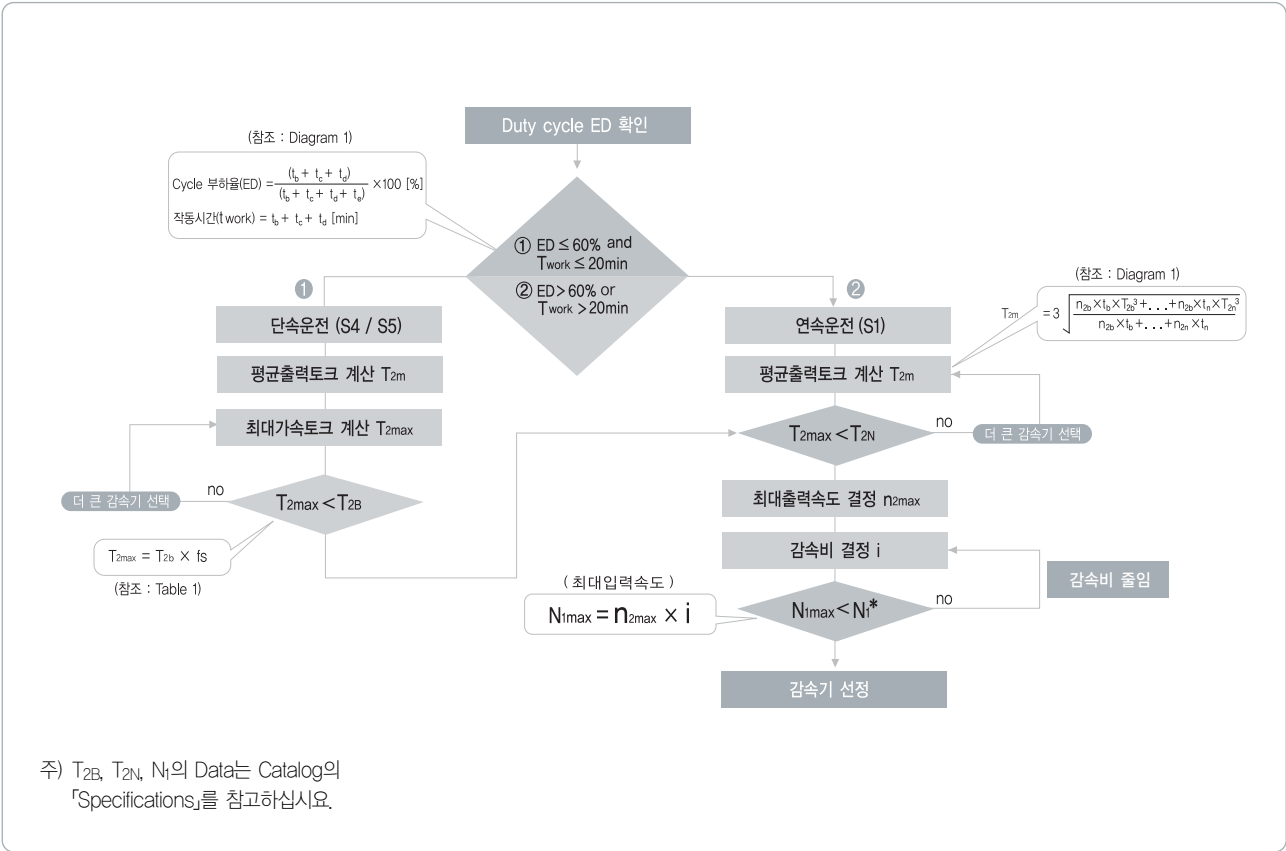 Duty cycle ED 확인
(참조 : Diagram 1)
Cycle 부하율(ED) = (tb + tc + td) / (tb + tc + td + te) ×100 [%]
작동시간(t work) = tb + tc + td [min]
① ED ≤ 60% and
Twork ≤ 20min
② ED > 60% or
Twork > 20min
1
단속운전 (S4 / S5)
평균출력토크 계산 T2m
최대가속토크 계산 T2max
더 큰 감속기 선택
no
T2max < T2B
T2max = T2b × fs
(참조 : Table 1)
2
연속운전 (S1)
(참조 : Diagram 1)
T2m = 3 √ n2b×tb×T2b³+...+n2b×tn×T2n³ / n2b×tb+...+n2n×tn
평균출력토크 계산 T2m
T2max < T2N
no
더 큰 감속기 선택
최대출력속도 결정 n2max
감속비 결정 i
감속비 줄임
( 최대입력속도 )
N1max = n2max × i
N1max < N1*
no
감속기 선정
주) T2B, T2N, N1의 Data는 Catalog의
「Specifications」를 참고하십시요.